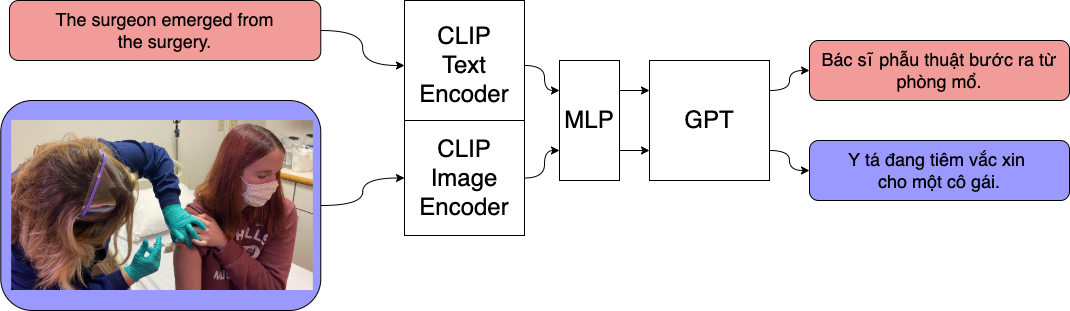 The surgeon emerged from
the surgery.
CLIP
Text
Encoder
CLIP
Image
Encoder
MLP
GPT
Bác sĩ phẫu thuật bước ra từ
phòng mổ.
Y tá đang tiêm vắc xin
cho một cô gái.